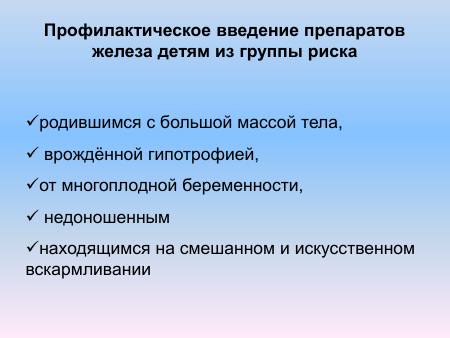 Профилактическое введение препаратов
железа детям из группы риска
✓родившимся с большой массой тела,
✓ врождённой гипотрофией,
✓от многоплодной беременности,
✓ недоношенным
✓находящимся на смешанном и искусственном
вскармливании